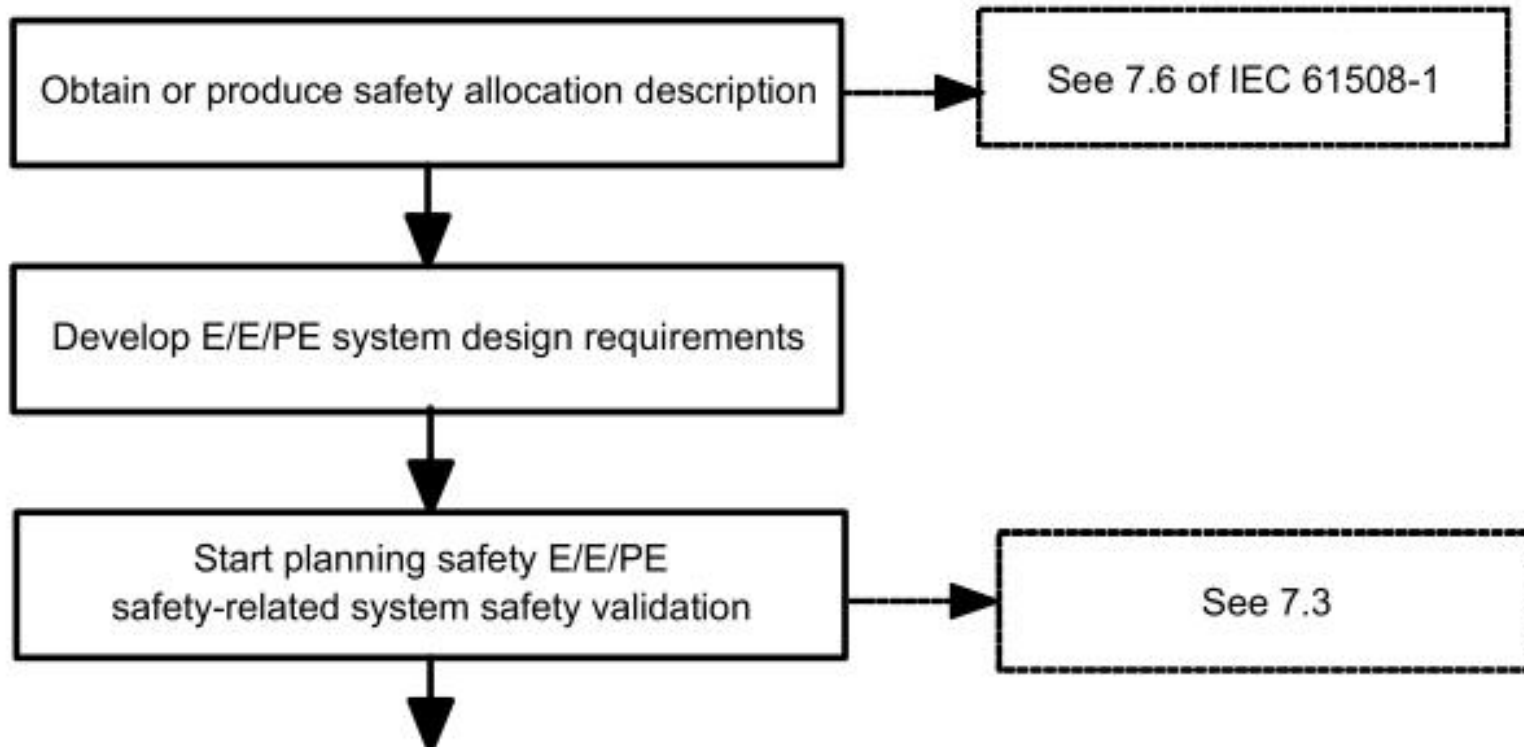 Obtain or produce safety allocation description
See 7.6 of IEC 61508-1
Develop E/E/PE system design requirements
Start planning safety E/E/PE
safety-related system safety validation
See 7.3